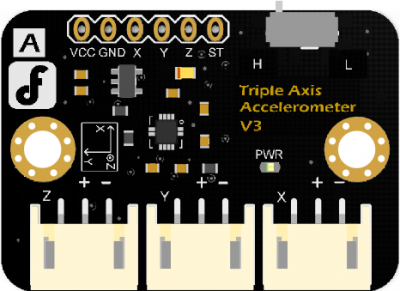 A
VCC GND X Y Z ST
H L
Triple Axis
Accelerometer
V3
X
Y Z
PWR
Z + - Y + - X + -